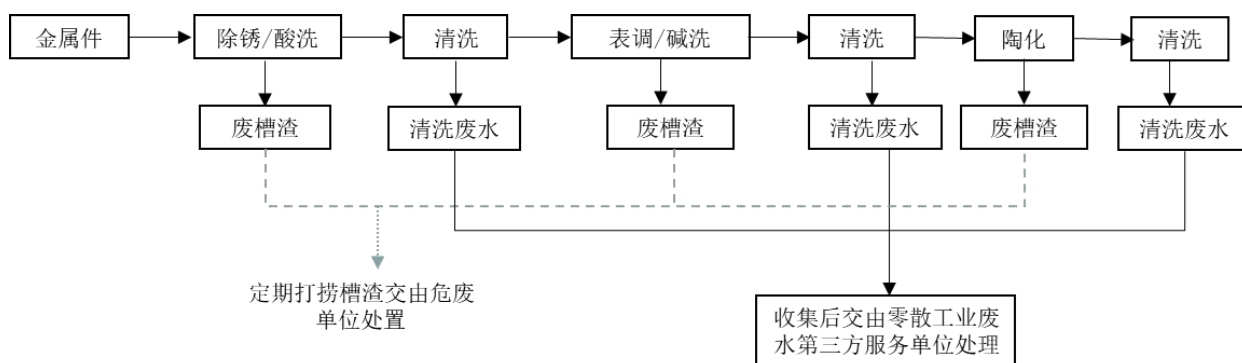 金属件
除锈/酸洗
清洗
表调/碱洗
清洗
陶化
清洗
废槽渣
清洗废水
废槽渣
清洗废水
废槽渣
清洗废水
定期打捞槽渣交由危废
单位处置
收集后交由零散工业废
水第三方服务单位处理